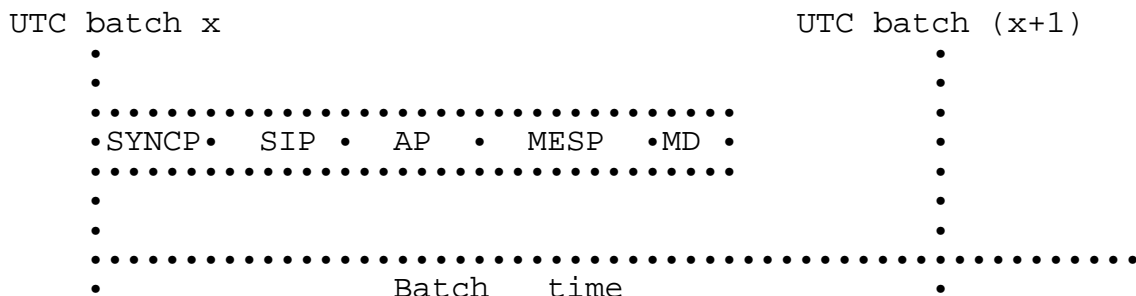 UTC batch x UTC batch (x+1)
•SYNCP• SIP • AP • MESP •MD •
Batch time